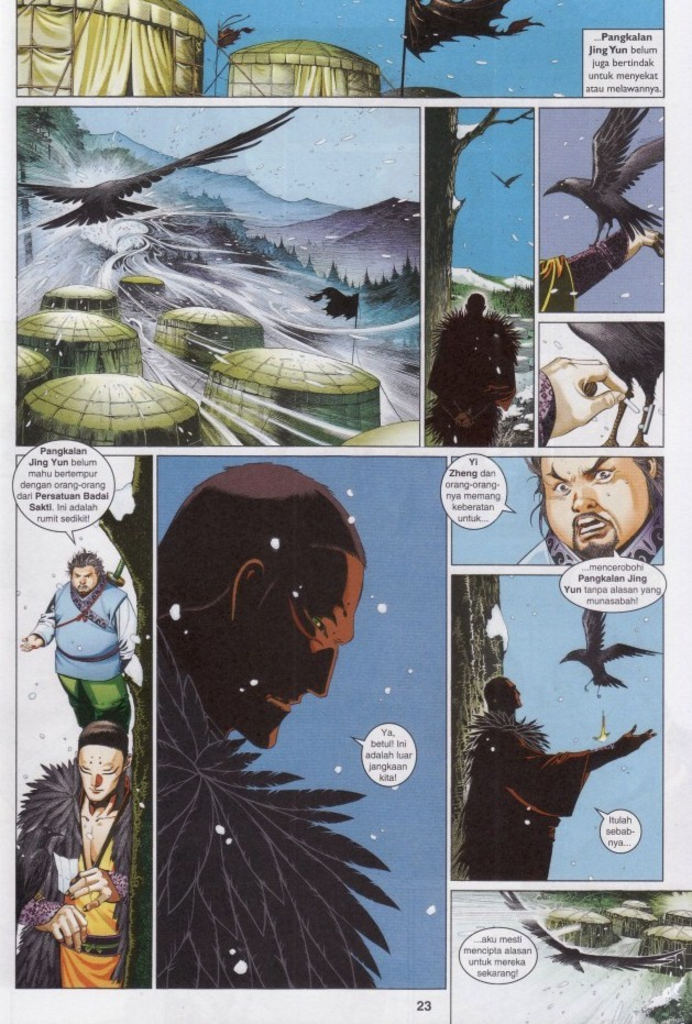 ...Pangkalan
Jing Yun belum
juga bertindak
untuk menyekat
atau melawannya.
Pangkalan
Jing Yun belum
mahu bertempur
dengan orang-orang
dari Persatuan Badai
Sakti. Ini adalah
rumit sedikit!
Ya,
betul! Ini
adalah luar
jangkaan
kita!
Yi
Zheng dan
orang-orang-
nya memang
keberatan
untuk...
...mencerobohi
Pangkalan Jing
Yun tanpa alasan yang
munasabah!
Itulah
sebab-
nya...
...aku mesti
mencipta alasan
untuk mereka
sekarang!
23